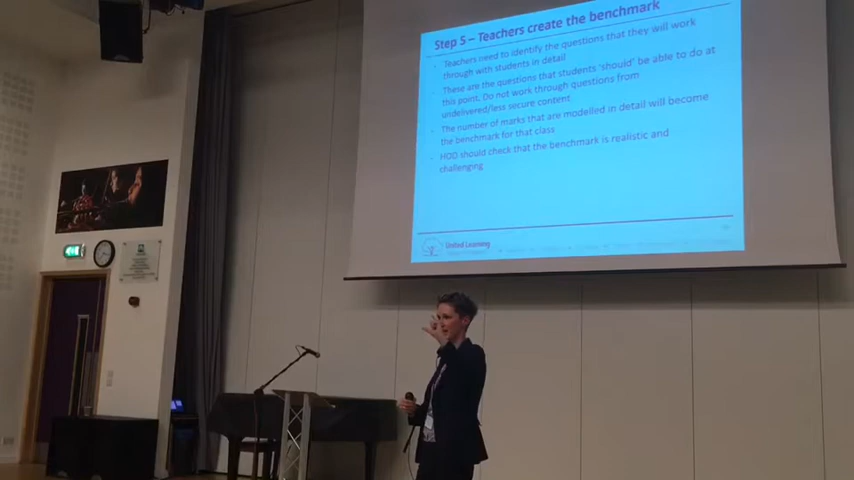 Step 5 – Teachers create the benchmark
Teachers need to identify the questions that they will work
through with students in detail
These are the questions that students 'should' be able to do at
this point, Do not work through questions from
undelivered/less secure content
The number of marks that are modelled in detail will become
the benchmark for that class
HOD should check that the benchmark is realistic and
challenging
United Learning